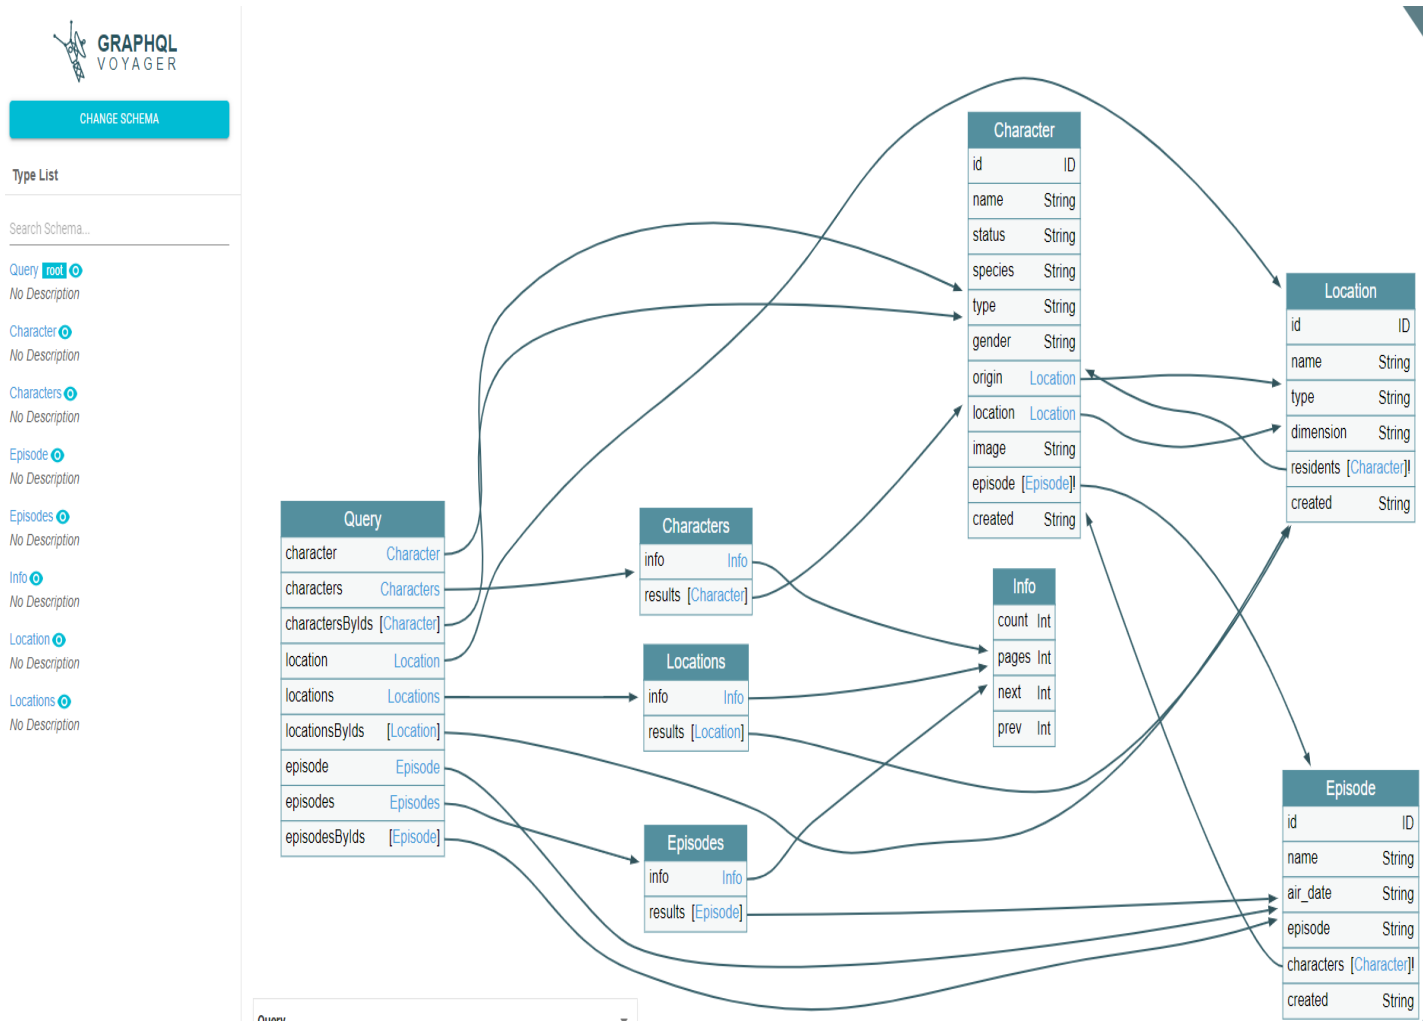 GRAPHQL
VOYAGER
CHANGE SCHEMA
Type List
Search Schema...
Query root
No Description
Character
No Description
Characters
No Description
Episode
No Description
Episodes
No Description
Info
No Description
Location
No Description
Locations
No Description
Query
character Character
characters Characters
charactersByIds [Character]
location Location
locations Locations
locationsByIds [Location]
episode Episode
episodes Episodes
episodesByIds [Episode]
Characters
info Info
results [Character]
Locations
info Info
results [Location]
Episodes
info Info
results [Episode]
Character
id ID
name String
status String
species String
type String
gender String
origin Location
location Location
image String
episode [Episode]!
created String
Info
count Int
pages Int
next Int
prev Int
Location
id ID
name String
type String
dimension String
residents [Character]!
created String
Episode
id ID
name String
air_date String
episode String
characters [Character]!
created String
Query